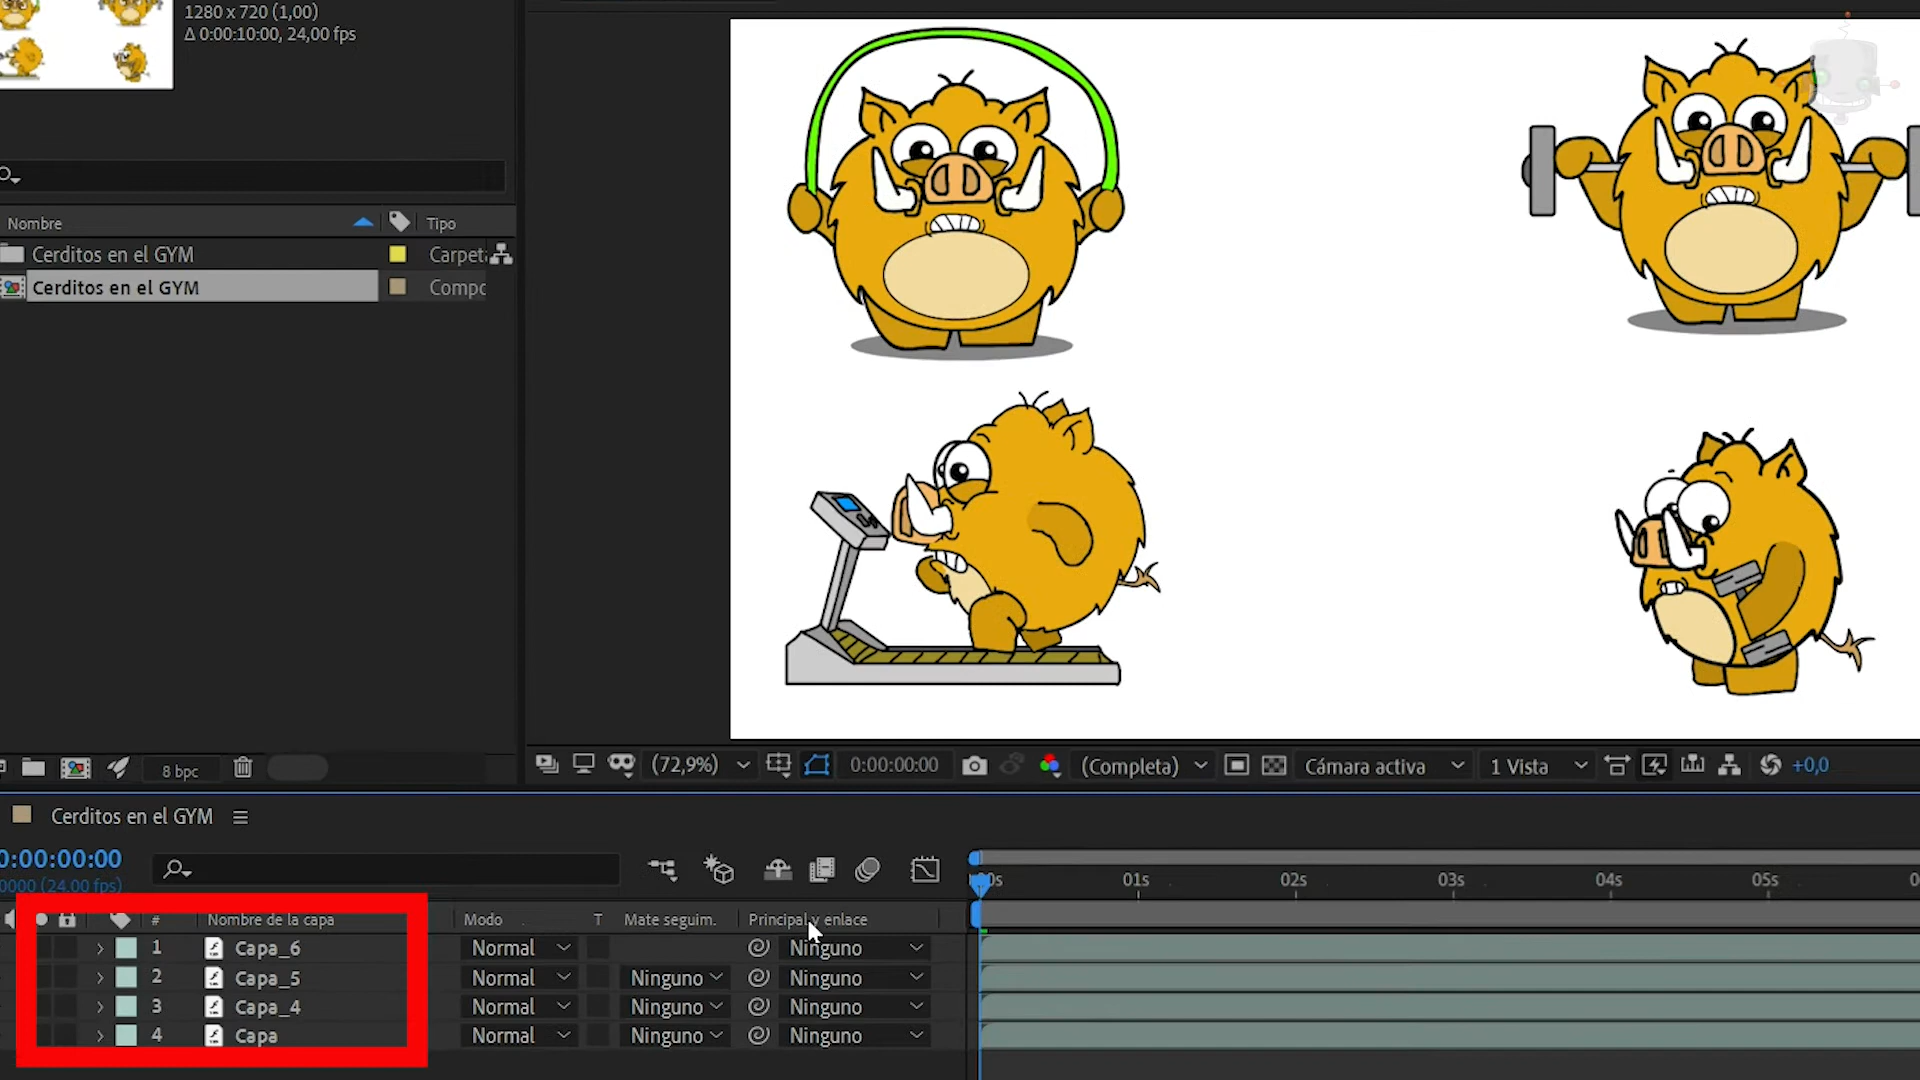 1280 x 720 (1,00)
Δ 0:00:10:00, 24,00 fps
Nombre
Tipo
Cerditos en el GYM
Carpet
Cerditos en el GYM
Compo
8 bpc
(72,9%)
0:00:00:00
(Completa)
Cámara activa
1 Vista
+0,0
Cerditos en el GYM
0:00:00:00
0000 (24.00 fps)
00s
01s
02s
03s
04s
05s
#
Nombre de la capa
Modo
T
Mate seguim.
Principal y enlace
1 Capa_6 Normal Ninguno
2 Capa_5 Normal Ninguno Ninguno
3 Capa_4 Normal Ninguno Ninguno
4 Capa Normal Ninguno Ninguno